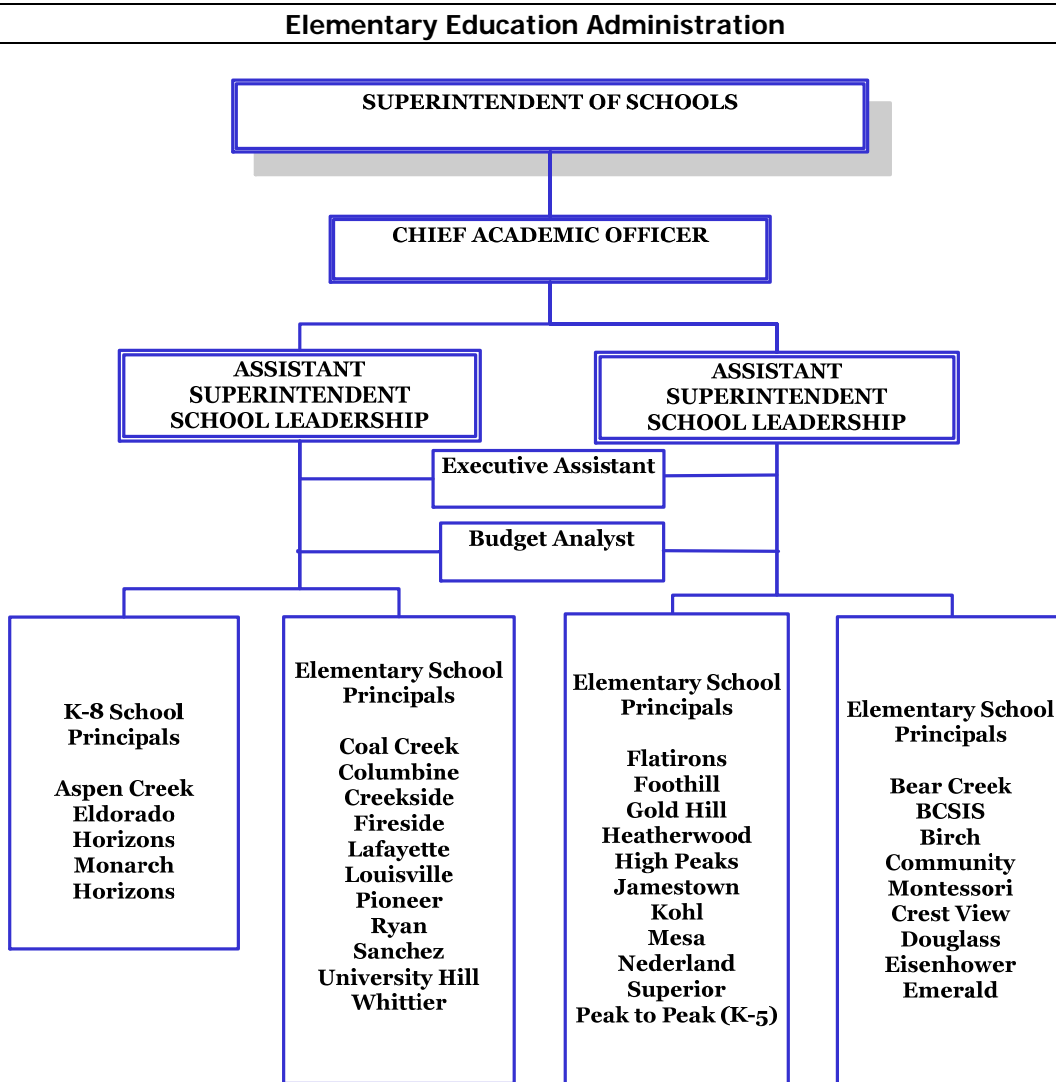 Elementary Education Administration
SUPERINTENDENT OF SCHOOLS
CHIEF ACADEMIC OFFICER
ASSISTANT
SUPERINTENDENT
SCHOOL LEADERSHIP
ASSISTANT
SUPERINTENDENT
SCHOOL LEADERSHIP
Executive Assistant
Budget Analyst
K-8 School
Principals
Aspen Creek
Eldorado
Horizons
Monarch
Horizons
Elementary School
Principals
Coal Creek
Columbine
Creekside
Fireside
Lafayette
Louisville
Pioneer
Ryan
Sanchez
University Hill
Whittier
Elementary School
Principals
Flatirons
Foothill
Gold Hill
Heatherwood
High Peaks
Jamestown
Kohl
Mesa
Nederland
Superior
Peak to Peak (K-5)
Elementary School
Principals
Bear Creek
BCSIS
Birch
Community
Montessori
Crest View
Douglass
Eisenhower
Emerald